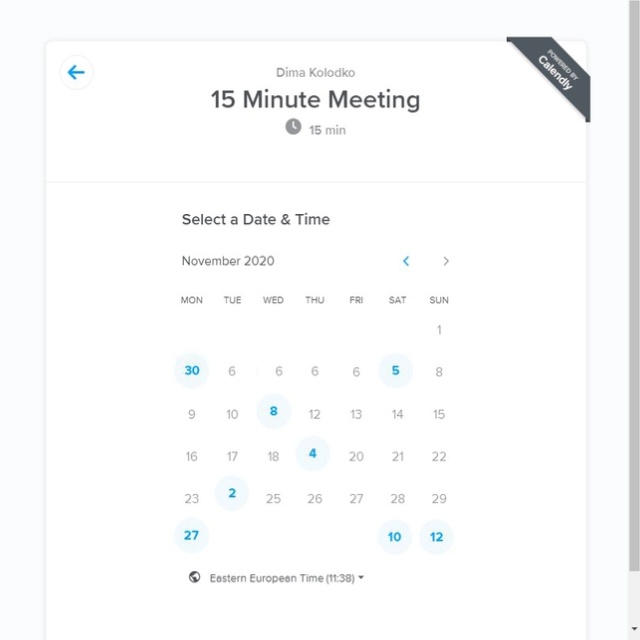 POWERED BY
Calendly
Dima Kolodko
15 Minute Meeting
15 min
Select a Date & Time
November 2020
MON TUE WED THU FRI SAT SUN
1
30 6 6 6 6 5 8
9 10 8 12 13 14 15
16 17 18 4 20 21 22
23 2 25 26 27 28 29
27 10 12
Eastern European Time (11:38)